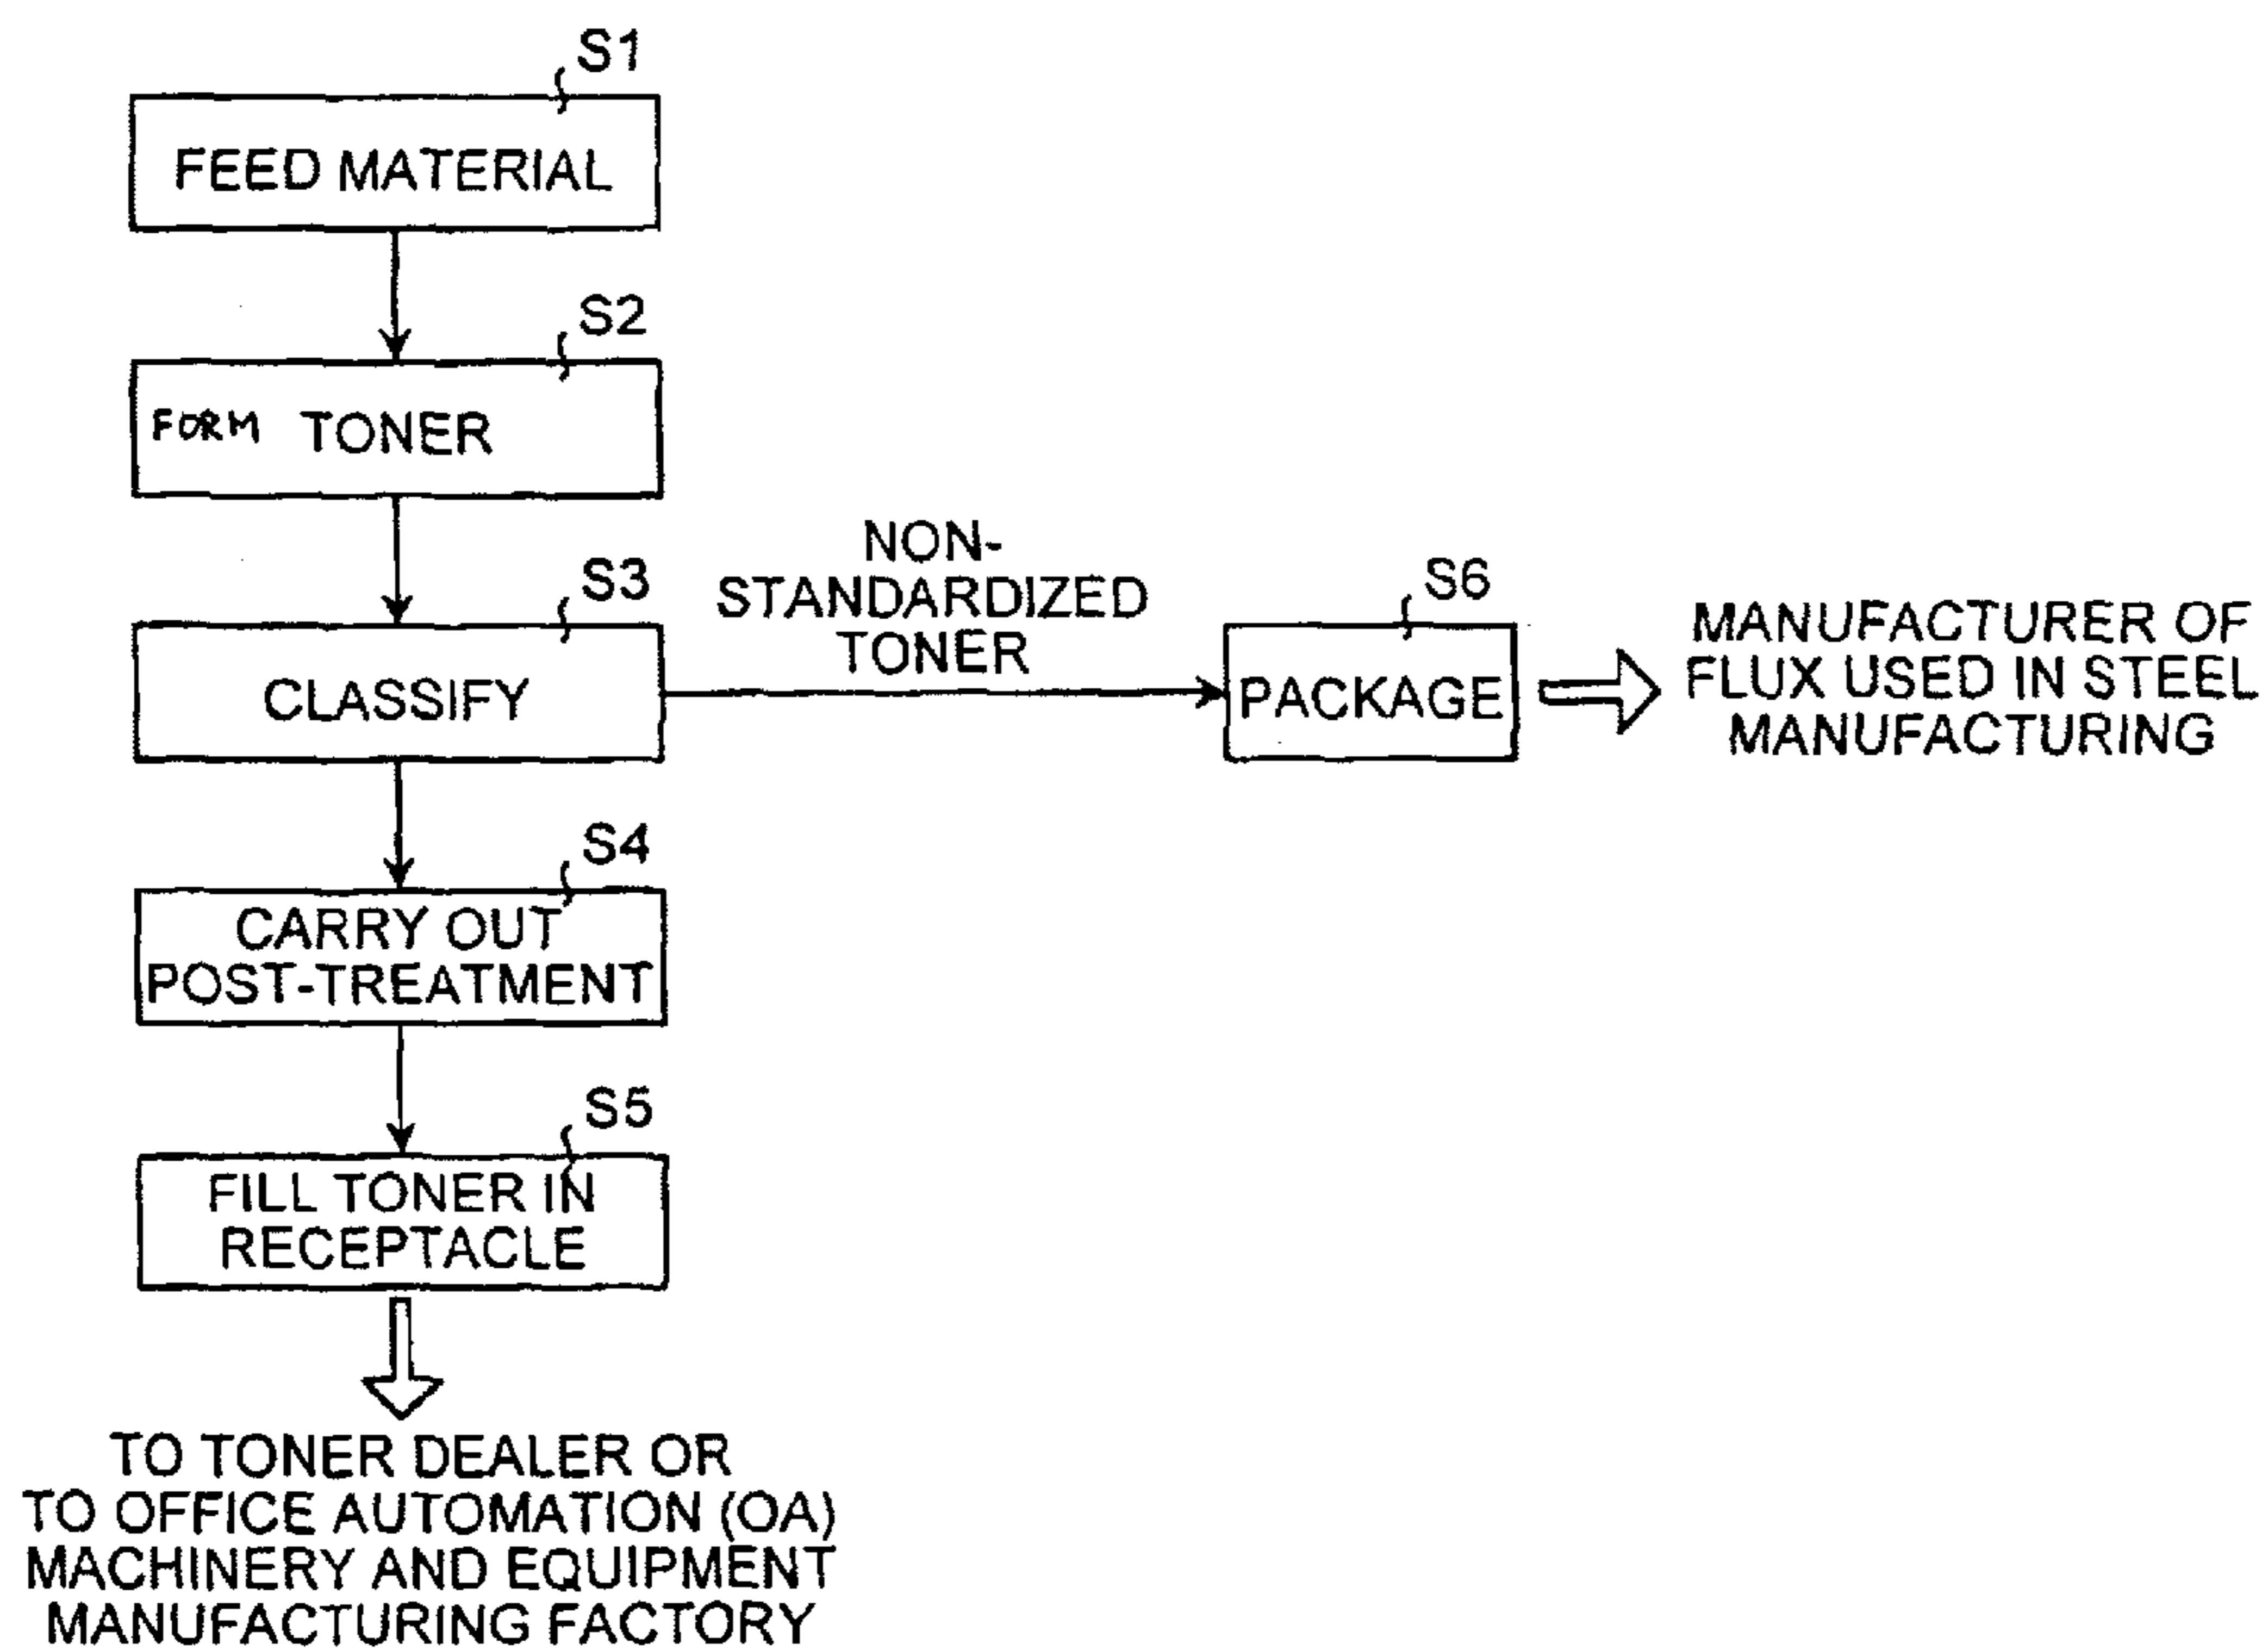 S1
FEED MATERIAL
S2
FORM TONER
S3
CLASSIFY
NON-
STANDARDIZED
TONER
S6
PACKAGE
MANUFACTURER OF
FLUX USED IN STEEL
MANUFACTURING
S4
CARRY OUT
POST-TREATMENT
S5
FILL TONER IN
RECEPTACLE
TO TONER DEALER OR
TO OFFICE AUTOMATION (OA)
MACHINERY AND EQUIPMENT
MANUFACTURING FACTORY